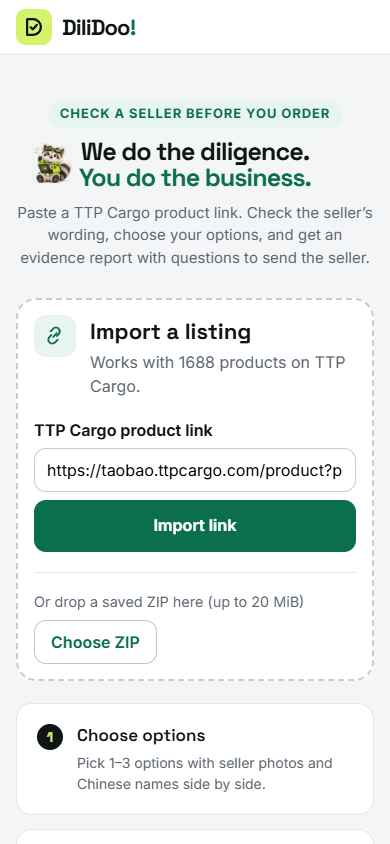 DiliDoo!
CHECK A SELLER BEFORE YOU ORDER
We do the diligence.
You do the business.
Paste a TTP Cargo product link. Check the seller’s
wording, choose your options, and get an
evidence report with questions to send the seller.
Import a listing
Works with 1688 products on TTP
Cargo.
TTP Cargo product link
https://taobao.ttpcargo.com/product?p
Import link
Or drop a saved ZIP here (up to 20 MiB)
Choose ZIP
1
Choose options
Pick 1–3 options with seller photos and
Chinese names side by side.